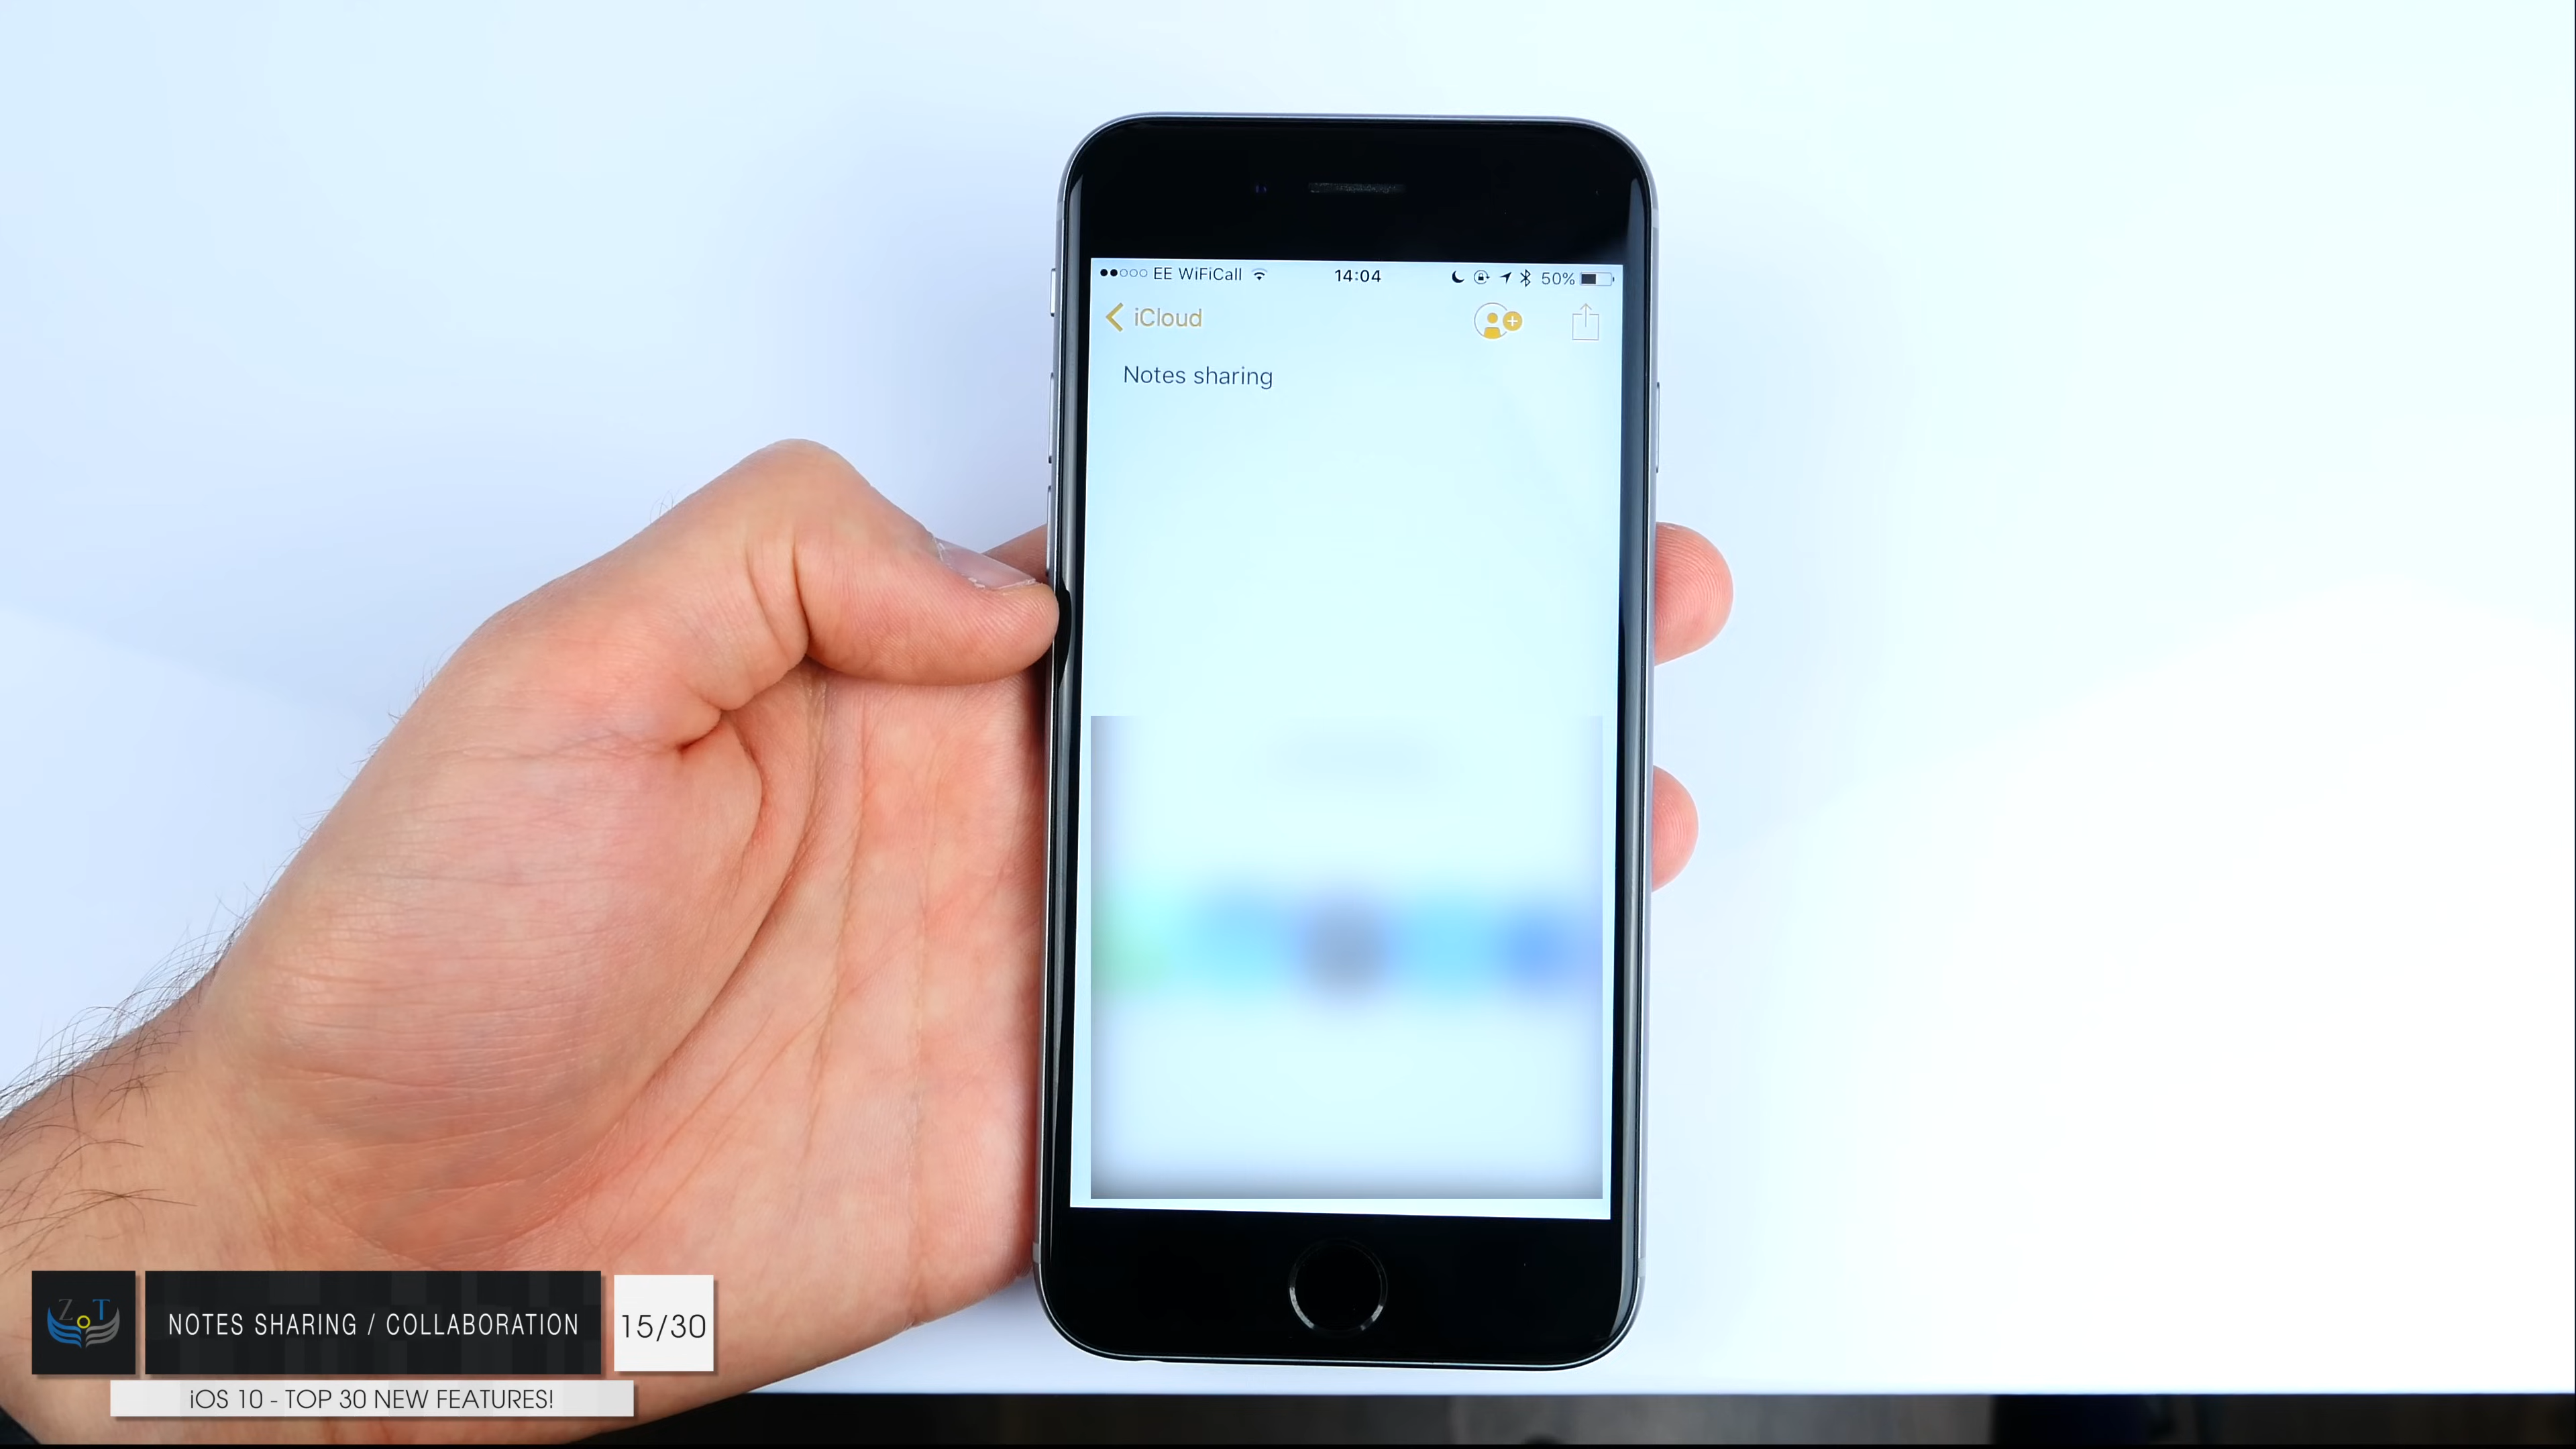 EE WiFiCall 14:04 50%
iCloud
Notes sharing
ZoT
NOTES SHARING / COLLABORATION 15/30
iOS 10 - TOP 30 NEW FEATURES!